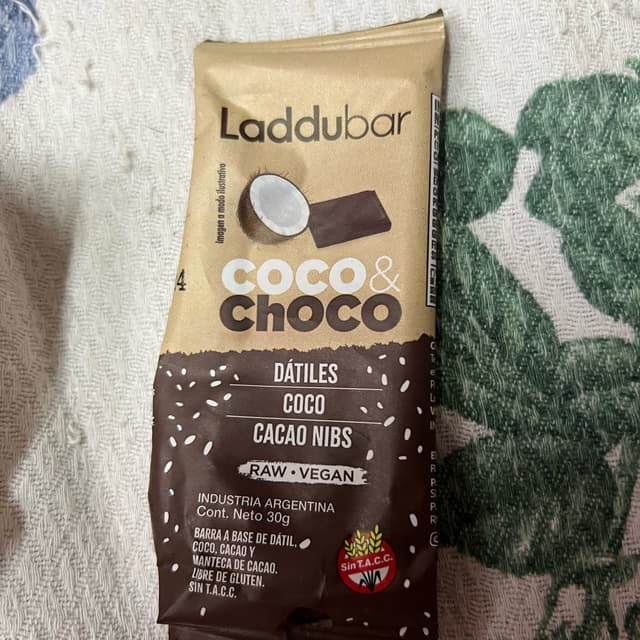 Laddubar
imagen a modo ilustrativo
COCO&
ChOCO
4
DÁTILES
COCO
CACAO NIBS
RAW • VEGAN
INDUSTRIA ARGENTINA
Cont. Neto 30g
BARRA A BASE DE DÁTIL,
COCO, CACAO Y
MANTECA DE CACAO.
LIBRE DE GLUTEN.
SIN T.A.C.C.
Sin T.A.C.C.